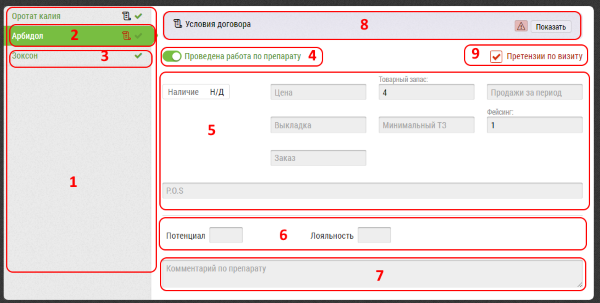 Оротат калия
Арбидол 2
Зоксон 3
1
Условия договора 8 Показать
Проведена работа по препарату 4
9 Претензии по визиту
Товарный запас:
Наличие Н/Д Цена 4 Продажи за период
Фейсинг:
5 Выкладка Минимальный ТЗ 1
Заказ
P.O.S
Потенциал 6 Лояльность
Комментарий по препарату 7